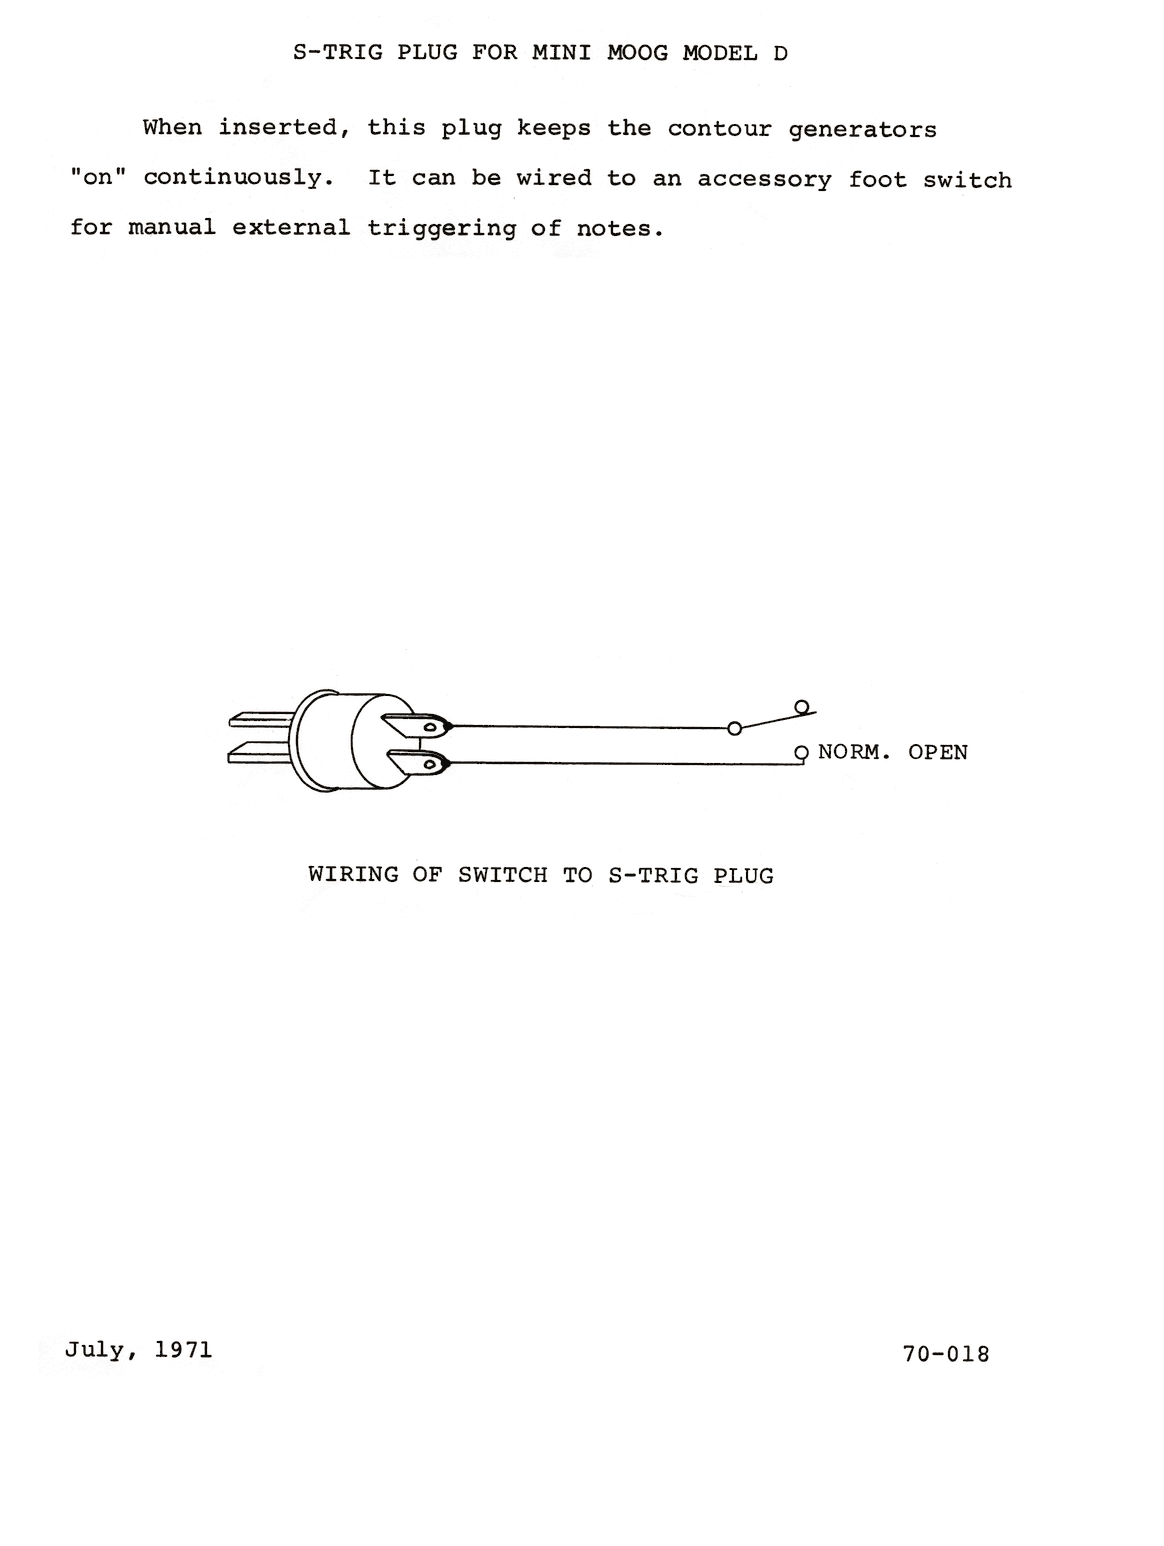 S-TRIG PLUG FOR MINI MOOG MODEL D
When inserted, this plug keeps the contour generators
"on" continuously. It can be wired to an accessory foot switch
for manual external triggering of notes.
NORM. OPEN
WIRING OF SWITCH TO S-TRIG PLUG
July, 1971
70-018